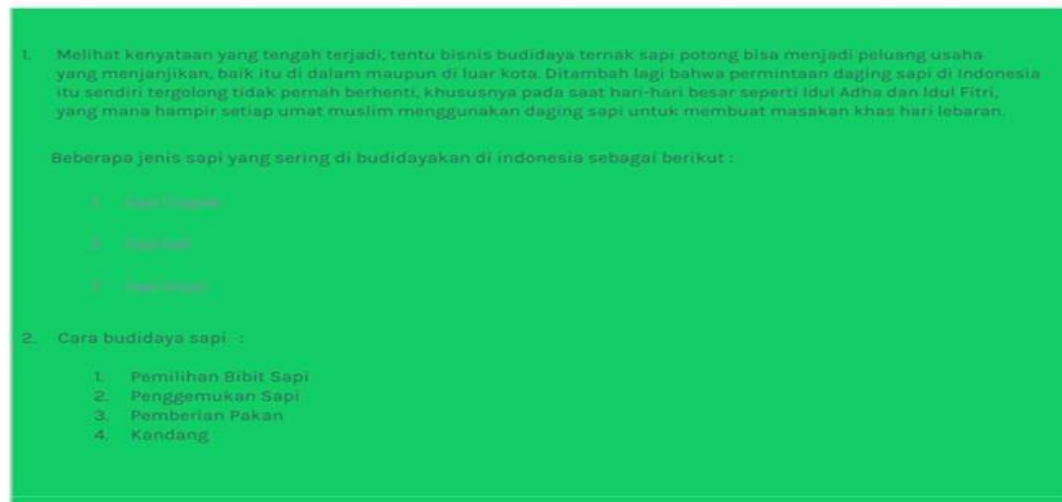 1. Melihat kenyataan yang tengah terjadi, tentu bisnis budidaya ternak sapi potong bisa menjadi peluang usaha
yang menjanjikan, baik itu di dalam maupun di luar kota. Ditambah lagi bahwa permintaan daging sapi di Indonesia
itu sendiri tergolong tidak pernah berhenti, khususnya pada saat hari-hari besar seperti Idul Adha dan Idul Fitri,
yang mana hampir setiap umat muslim menggunakan daging sapi untuk membuat masakan khas hari lebaran.
Beberapa jenis sapi yang sering di budidayakan di indonesia sebagai berikut :
Sapi
Sapi Bali
Sapi
2. Cara budidaya sapi :
1. Pemilihan Bibit Sapi
2. Penggemukan Sapi
3. Pemberian Pakan
4. Kandang